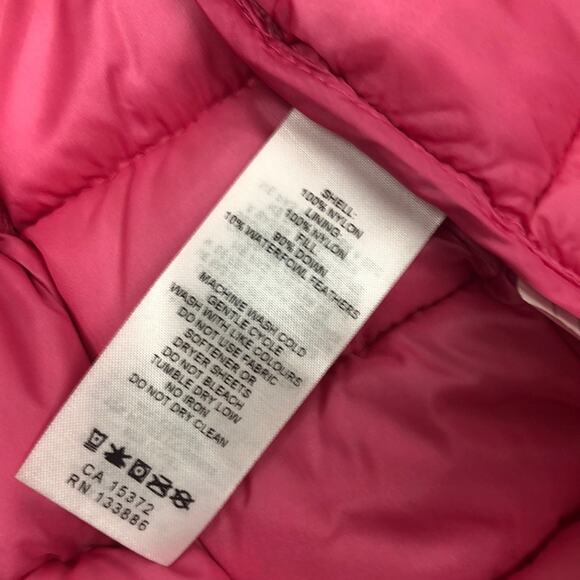 SHELL:
100% NYLON
LINING:
100% NYLON
FILL
90% DOWN
10% WATERFOWL FEATHERS
MACHINE WASH COLD
GENTLE CYCLE
WASH WITH LIKE COLOURS
DO NOT USE FABRIC
SOFTENER OR
DRYER SHEETS
DO NOT BLEACH
TUMBLE DRY LOW
NO IRON
DO NOT DRY CLEAN
CA 15372
RN 133886